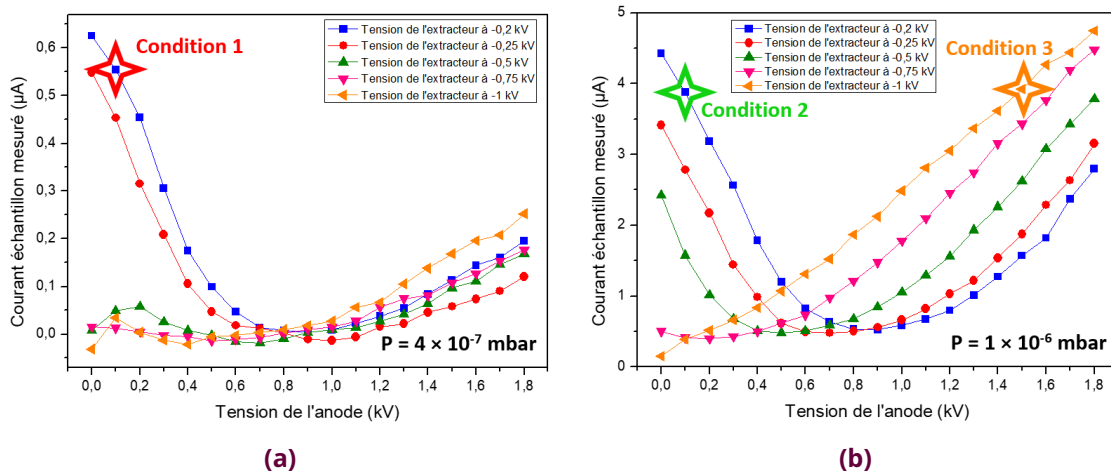 Courant échantillon mesuré (µA)
0,6
0,5
0,4
0,3
0,2
0,1
0,0
Condition 1
Tension de l'extracteur à -0,2 kV
Tension de l'extracteur à -0,25 kV
Tension de l'extracteur à -0,5 kV
Tension de l'extracteur à -0,75 kV
Tension de l'extracteur à -1 kV
P = 4 × 10⁻⁷ mbar
0,0 0,2 0,4 0,6 0,8 1,0 1,2 1,4 1,6 1,8
Tension de l'anode (kV)
(a)
Courant échantillon mesuré (µA)
5
4
3
2
1
0
Tension de l'extracteur à -0,2 kV
Tension de l'extracteur à -0,25 kV
Tension de l'extracteur à -0,5 kV
Tension de l'extracteur à -0,75 kV
Tension de l'extracteur à -1 kV
Condition 3
Condition 2
P = 1 × 10⁻⁶ mbar
0,0 0,2 0,4 0,6 0,8 1,0 1,2 1,4 1,6 1,8
Tension de l'anode (kV)
(b)